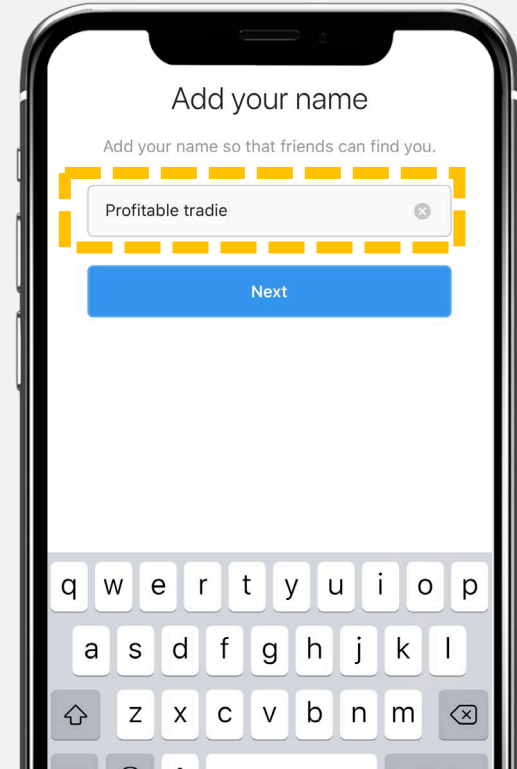 Add your name
Add your name so that friends can find you.
Profitable tradie
Next
q w e r t y u i o p
a s d f g h j k l
z x c v b n m